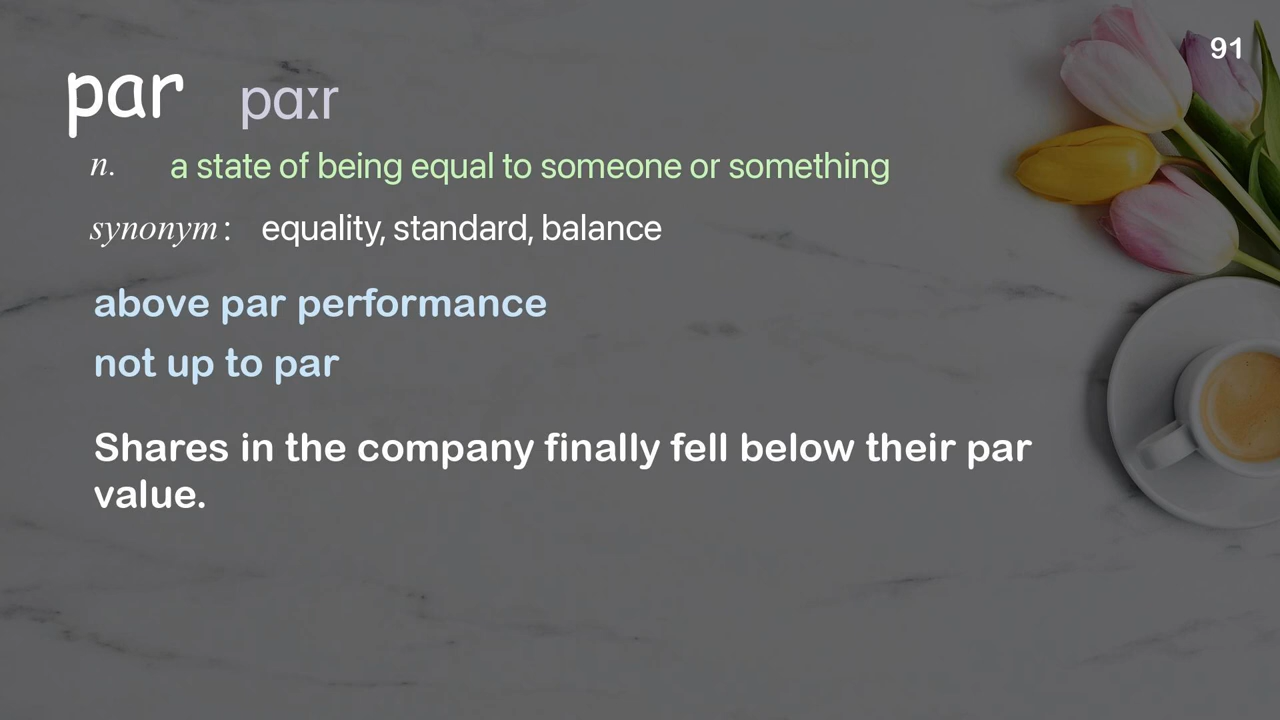 91
par pɑːr
n. a state of being equal to someone or something
synonym: equality, standard, balance
above par performance
not up to par
Shares in the company finally fell below their par
value.